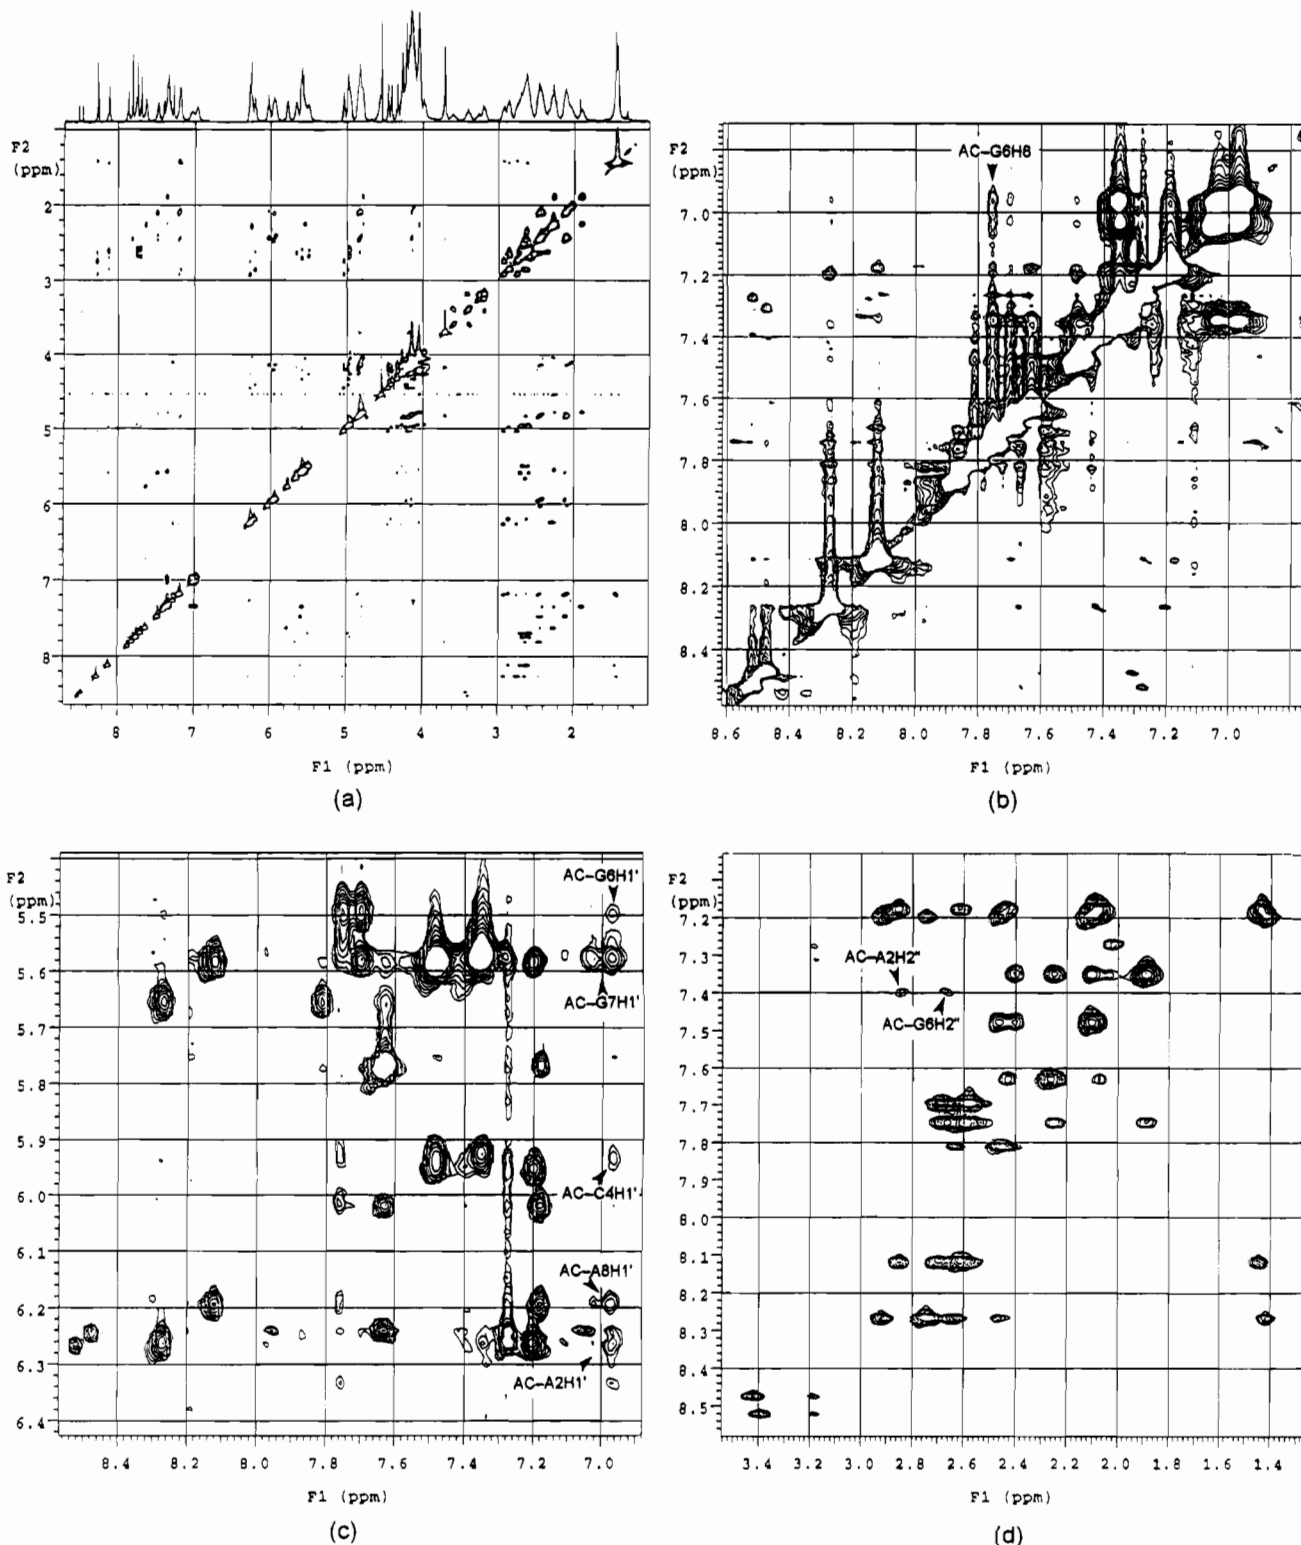 F2
(ppm)
2
3
4
5
6
7
8
8 7 6 5 4 3 2
F1 (ppm)
(a)
F2
(ppm)
AC-G6H8
7.0
7.2
7.4
7.6
7.8
8.0
8.2
8.4
8.6 8.4 8.2 8.0 7.8 7.6 7.4 7.2 7.0
F1 (ppm)
(b)
F2
(ppm)
AC-G6H1'
5.5
5.6
AC-G7H1'
5.7
5.8
5.9
6.0
AC-C4H1'
6.1
AC-A8H1'
6.2
6.3
AC-A2H1'
6.4
8.4 8.2 8.0 7.8 7.6 7.4 7.2 7.0
F1 (ppm)
(c)
F2
(ppm)
7.2
7.3
AC-A2H2"
7.4
AC-G6H2"
7.5
7.6
7.7
7.8
7.9
8.0
8.1
8.2
8.3
8.4
8.5
3.4 3.2 3.0 2.8 2.6 2.4 2.2 2.0 1.8 1.6 1.4
F1 (ppm)
(d)